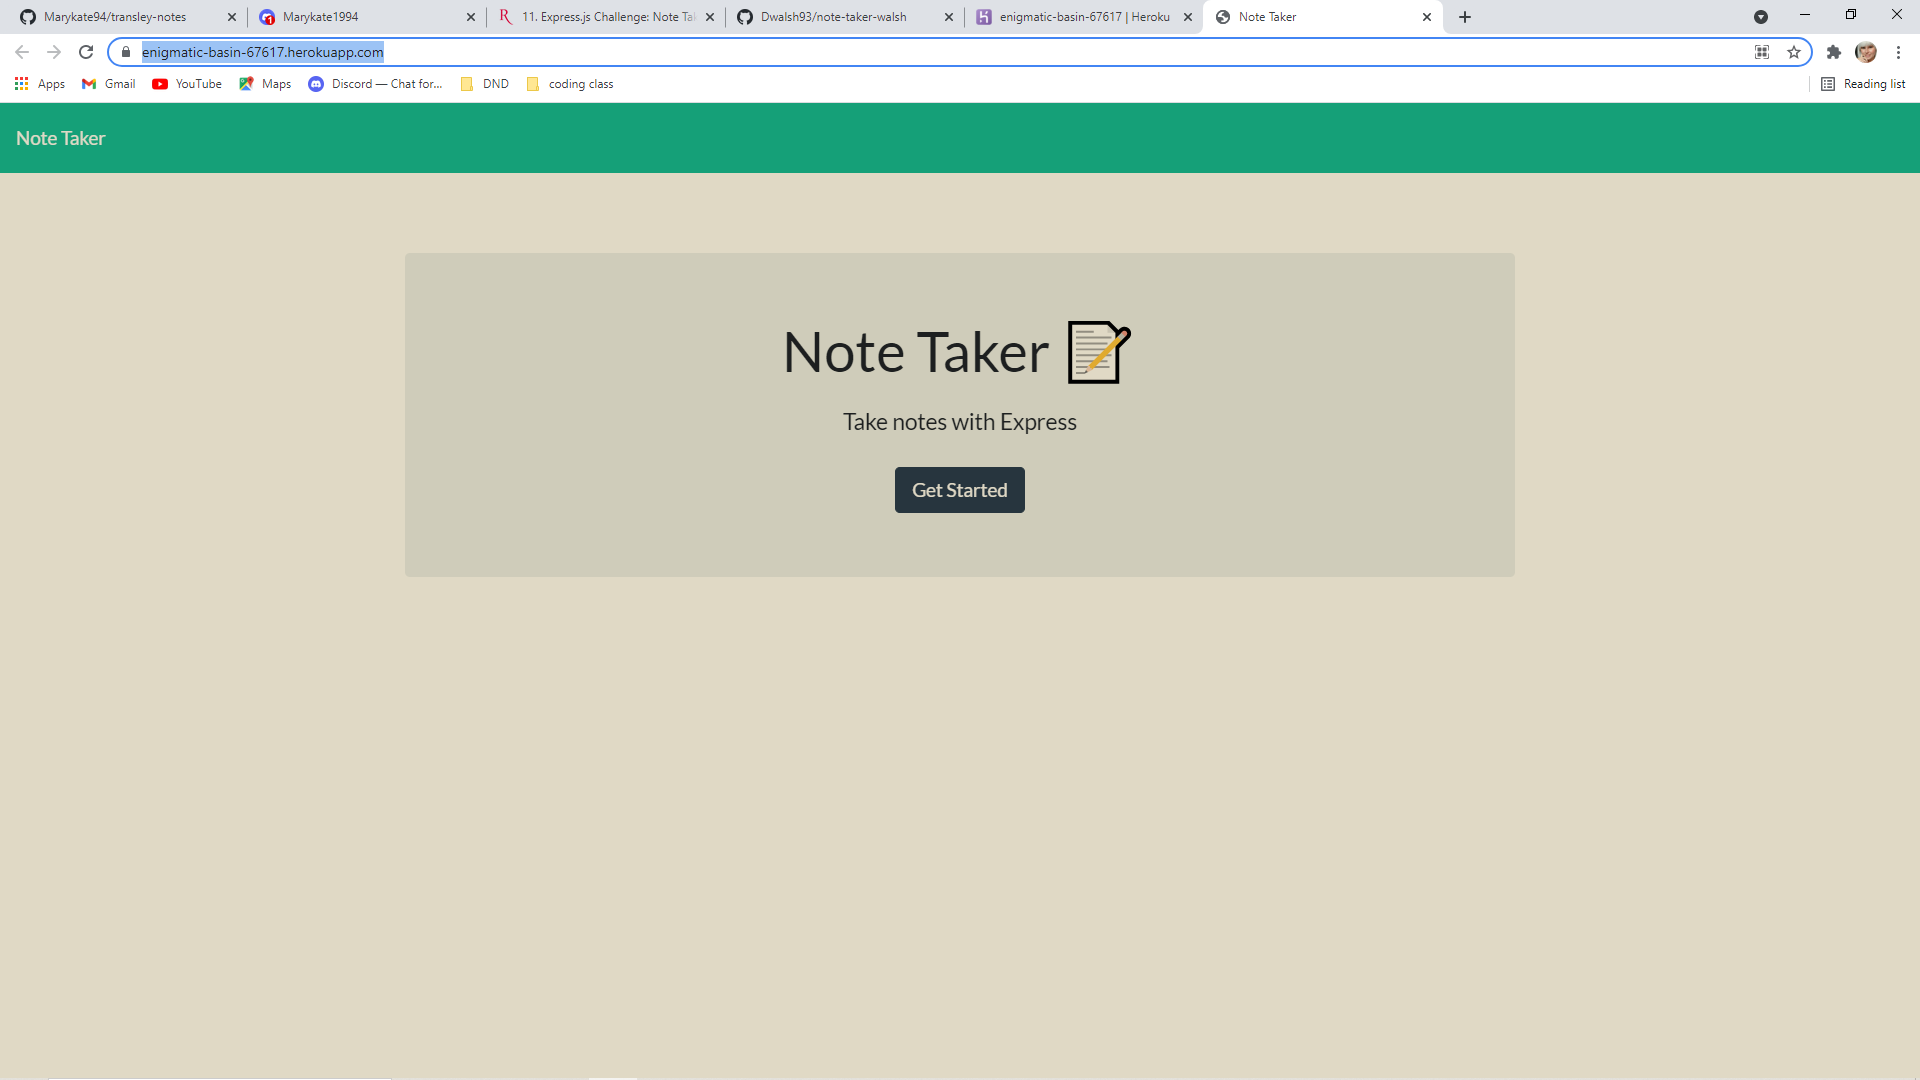 Marykate94/transley-notes
Marykate1994
11. Express.js Challenge: Note Tak
Dwalsh93/note-taker-walsh
enigmatic-basin-67617 | Heroku
Note Taker
enigmatic-basin-67617.herokuapp.com
Apps
Gmail
YouTube
Maps
Discord — Chat for...
DND
coding class
Reading list
Note Taker
Note Taker
Take notes with Express
Get Started